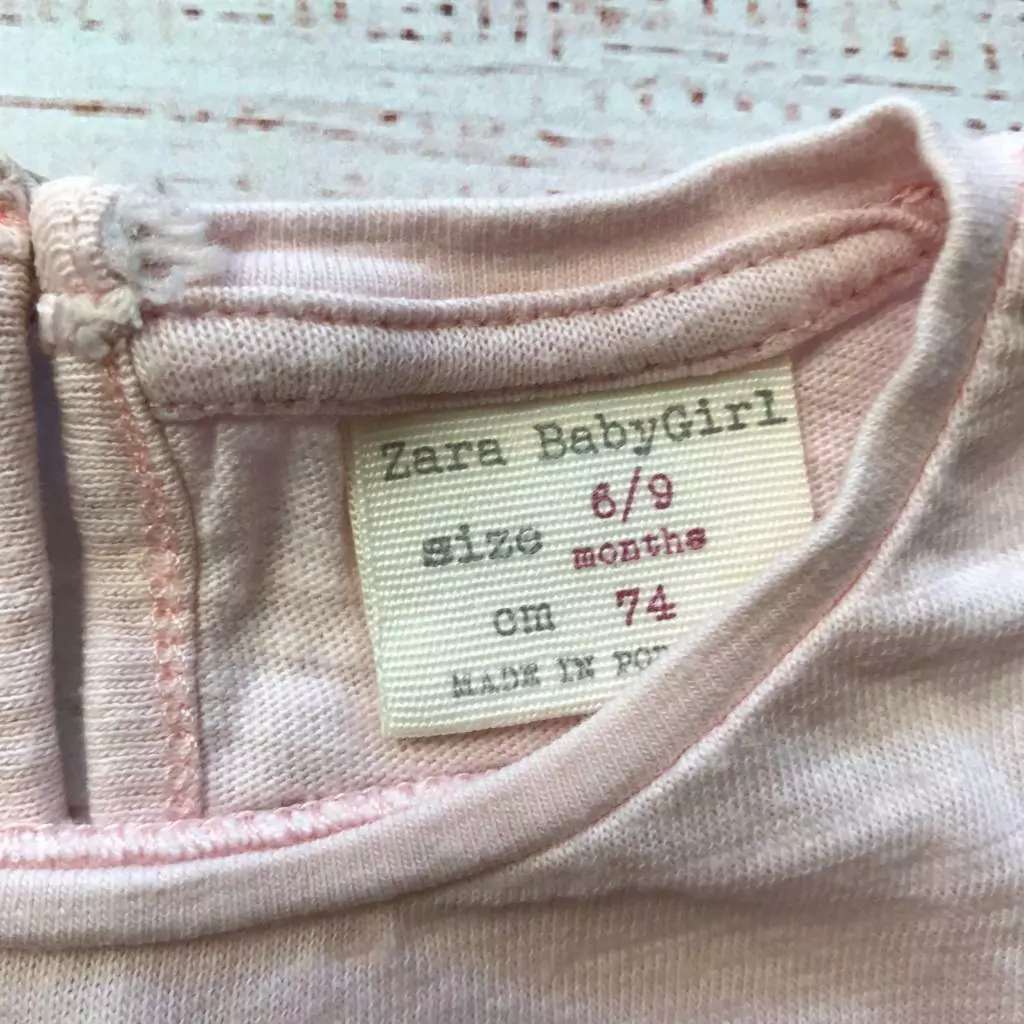 Zara BabyGirl
size 6/9
months
cm 74
MADE IN